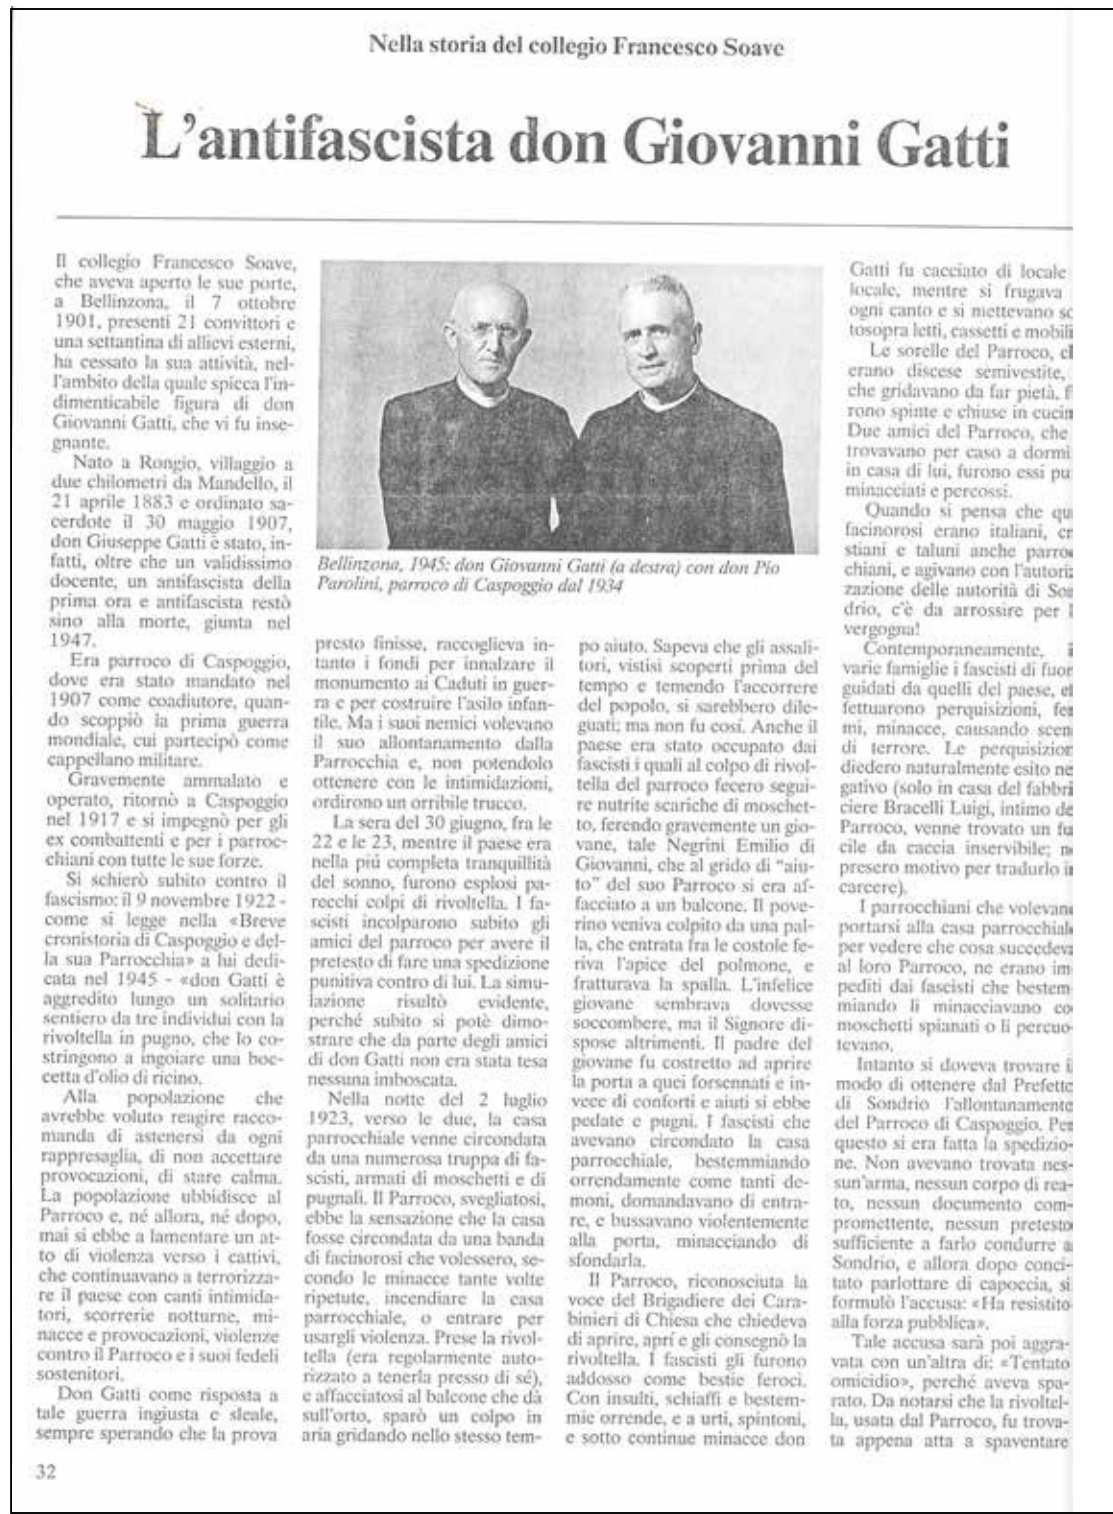 Nella storia del collegio Francesco Soave
L'antifascista don Giovanni Gatti
Il collegio Francesco Soave,
che aveva aperto le sue porte,
a Bellinzona, il 7 ottobre
1901, presenti 21 convittori e
una settantina di allievi esterni,
ha cessato la sua attività, nel-
l'ambito della quale spicca l'in-
dimenticabile figura di don
Giovanni Gatti, che vi fu inse-
gnante.
Nato a Rongio, villaggio a
due chilometri da Mandello, il
21 aprile 1883 e ordinato sa-
cerdote il 30 maggio 1907,
don Giuseppe Gatti è stato, in-
fatti, oltre che un validissimo
docente, un antifascista della
prima ora e antifascista restò
sino alla morte, giunta nel
1947.
Era parroco di Caspoggio,
dove era stato mandato nel
1907 come coadiutore, quan-
do scoppiò la prima guerra
mondiale, cui partecipò come
cappellano militare.
Gravemente ammalato e
operato, ritornò a Caspoggio
nel 1917 e si impegnò per gli
ex combattenti e per i parroc-
chiani con tutte le sue forze.
Si schierò subito contro il
fascismo: il 9 novembre 1922 -
come si legge nella «Breve
cronistoria di Caspoggio e del-
la sua Parrocchia» a lui dedi-
cata nel 1945 - «don Gatti è
aggredito lungo un solitario
sentiero da tre individui con la
rivoltella in pugno, che lo co-
stringono a ingoiare una boc-
cetta d'olio di ricino.
Alla popolazione che
avrebbe voluto reagire racco-
manda di astenersi da ogni
rappresaglia, di non accettare
provocazioni, di stare calma.
La popolazione ubbidisce al
Parroco e, né allora, né dopo,
mai si ebbe a lamentare un at-
to di violenza verso i cattivi,
che continuavano a terrorizza-
re il paese con canti intimida-
tori, scorrerie notturne, mi-
nacce e provocazioni, violenze
contro il Parroco e i suoi fedeli
sostenitori.
Don Gatti come risposta a
tale guerra ingiusta e sleale,
sempre sperando che la prova
Bellinzona, 1945: don Giovanni Gatti (a destra) con don Pio
Parolini, parroco di Caspoggio dal 1934
presto finisse, raccoglieva in-
tanto i fondi per innalzare il
monumento ai Caduti in guer-
ra e per costruire l'asilo infan-
tile. Ma i suoi nemici volevano
il suo allontanamento dalla
Parrocchia e, non potendolo
ottenere con le intimidazioni,
ordirono un orribile trucco.
La sera del 30 giugno, fra le
22 e le 23, mentre il paese era
nella più completa tranquillità
del sonno, furono esplosi pa-
recchi colpi di rivoltella. I fa-
scisti incolparono subito gli
amici del parroco per avere il
pretesto di fare una spedizione
punitiva contro di lui. La simu-
lazione risultò evidente,
perché subito si potè dimo-
strare che da parte degli amici
di don Gatti non era stata tesa
nessuna imboscata.
Nella notte del 2 luglio
1923, verso le due, la casa
parrocchiale venne circondata
da una numerosa truppa di fa-
scisti, armati di moschetti e di
pugnali. Il Parroco, svegliatosi,
ebbe la sensazione che la casa
fosse circondata da una banda
di facinorosi che volessero, se-
condo le minacce tante volte
ripetute, incendiare la casa
parrocchiale, o entrare per
usargli violenza. Prese la rivol-
tella (era regolarmente auto-
rizzato a tenerla presso di sé),
e affacciatosi al balcone che dà
sull'orto, sparò un colpo in
aria gridando nello stesso tem-
po aiuto. Sapeva che gli assali-
tori, vistisi scoperti prima del
tempo e temendo l'accorrere
del popolo, si sarebbero dile-
guati; ma non fu così. Anche il
paese era stato occupato dai
fascisti i quali al colpo di rivol-
tella del parroco fecero segui-
re nutrite scariche di moschet-
to, ferendo gravemente un gio-
vane, tale Negrini Emilio di
Giovanni, che al grido di "aiu-
to" del suo Parroco si era af-
facciato a un balcone. Il pove-
rino veniva colpito da una pal-
la, che entrata fra le costole fe-
riva l'apice del polmone, e
fratturava la spalla. L'infelice
giovane sembrava dovesse
soccombere, ma il Signore di-
spose altrimenti. Il padre del
giovane fu costretto ad aprire
la porta a quei forsennati e in-
vece di conforti e aiuti si ebbe
pedate e pugni. I fascisti che
avevano circondato la casa
parrocchiale, bestemmiando
orrendamente come tanti de-
moni, domandavano di entra-
re, e bussavano violentemente
alla porta, minacciando di
sfondarla.
Il Parroco, riconosciuta la
voce del Brigadiere dei Cara-
binieri di Chiesa che chiedeva
di aprire, aprì e gli consegnò la
rivoltella. I fascisti gli furono
addosso come bestie feroci.
Con insulti, schiaffi e bestem-
mie orrende, e a urti, spintoni,
e sotto continue minacce don
Gatti fu cacciato di locale
locale, mentre si frugava
ogni canto e si mettevano so
tosopra letti, cassetti e mobili
Le sorelle del Parroco, cl
erano discese semivestite,
che gridavano da far pietà, f
rono spinte e chiuse in cucin
Due amici del Parroco, che
trovavano per caso a dormi
in casa di lui, furono essi pu
minacciati e percossi.
Quando si pensa che qu
facinorosi erano italiani, cr
stiani e taluni anche parro
chiani, e agivano con l'autori
zazione delle autorità di So
drio, c'è da arrossire per l
vergogna!
Contemporaneamente, i
varie famiglie i fascisti di fuor
guidati da quelli del paese, ef
fettuarono perquisizioni, fer
mi, minacce, causando scen
di terrore. Le perquisizion
diedero naturalmente esito ne
gativo (solo in casa del fabbri
ciere Bracelli Luigi, intimo de
Parroco, venne trovato un fu
cile da caccia inservibile; ne
presero motivo per tradurlo i
carcere).
I parrocchiani che volevan
portarsi alla casa parrocchial
per vedere che cosa succedeva
al loro Parroco, ne erano im
pediti dai fascisti che bestem
miando li minacciavano co
moschetti spianati o li percuo-
tevano.
Intanto si doveva trovare i
modo di ottenere dal Prefetto
di Sondrio l'allontanamento
del Parroco di Caspoggio. Per
questo si era fatta la spedizio-
ne. Non avevano trovata nes-
sun'arma, nessun corpo di rea-
to, nessun documento com-
promettente, nessun pretesto
sufficiente a farlo condurre a
Sondrio, e allora dopo conci-
tato parlottare di capoccia, si
formulò l'accusa: «Ha resistito
alla forza pubblica».
Tale accusa sarà poi aggra-
vata con un'altra di: «Tentato
omicidio», perché aveva spa-
rato. Da notarsi che la rivoltel-
la, usata dal Parroco, fu trova-
ta appena atta a spaventare
32